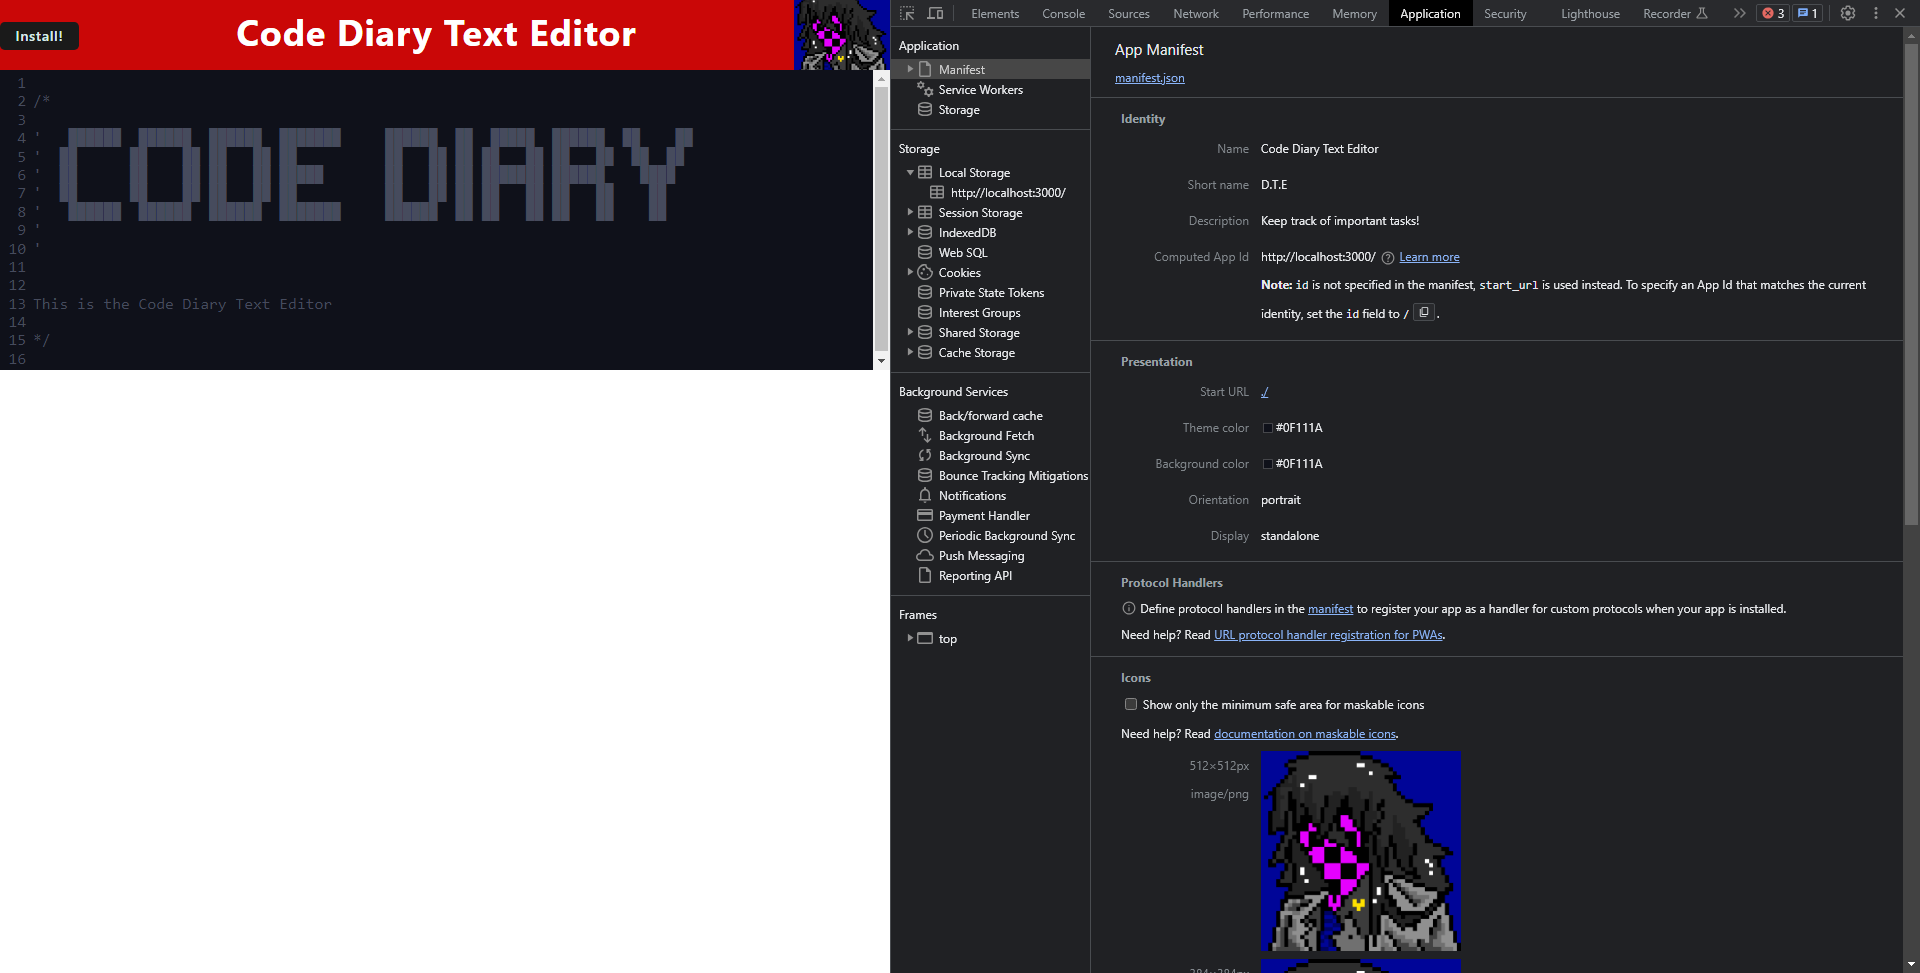 Install!
Code Diary Text Editor
1
2 /*
3
4 '
5 '
6 '
7 '
8 '
9 '
10 '
CODE DIARY
11
12
13 This is the Code Diary Text Editor
14
15 */
16
Elements Console Sources Network Performance Memory Application Security Lighthouse Recorder 3 1
Application
Manifest
Service Workers
Storage
Storage
Local Storage
http://localhost:3000/
Session Storage
IndexedDB
Web SQL
Cookies
Private State Tokens
Interest Groups
Shared Storage
Cache Storage
Background Services
Back/forward cache
Background Fetch
Background Sync
Bounce Tracking Mitigations
Notifications
Payment Handler
Periodic Background Sync
Push Messaging
Reporting API
Frames
top
App Manifest
manifest.json
Identity
Name Code Diary Text Editor
Short name D.T.E
Description Keep track of important tasks!
Computed App Id http://localhost:3000/ ? Learn more
Note: id is not specified in the manifest, start_url is used instead. To specify an App Id that matches the current
identity, set the id field to / .
Presentation
Start URL ./
Theme color #0F111A
Background color #0F111A
Orientation portrait
Display standalone
Protocol Handlers
Define protocol handlers in the manifest to register your app as a handler for custom protocols when your app is installed.
Need help? Read URL protocol handler registration for PWAs.
Icons
Show only the minimum safe area for maskable icons
Need help? Read documentation on maskable icons.
512×512px
image/png